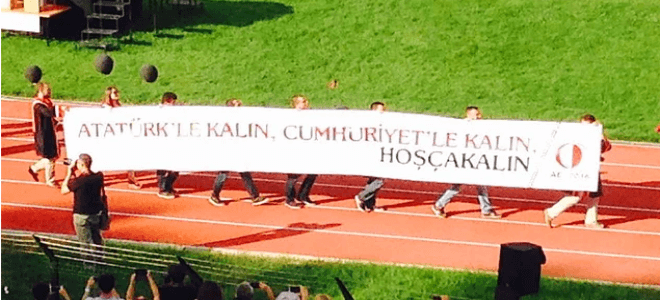 ATATÜRK'LE KALIN, CUMHURİYET'LE KALIN,
HOŞÇAKALIN